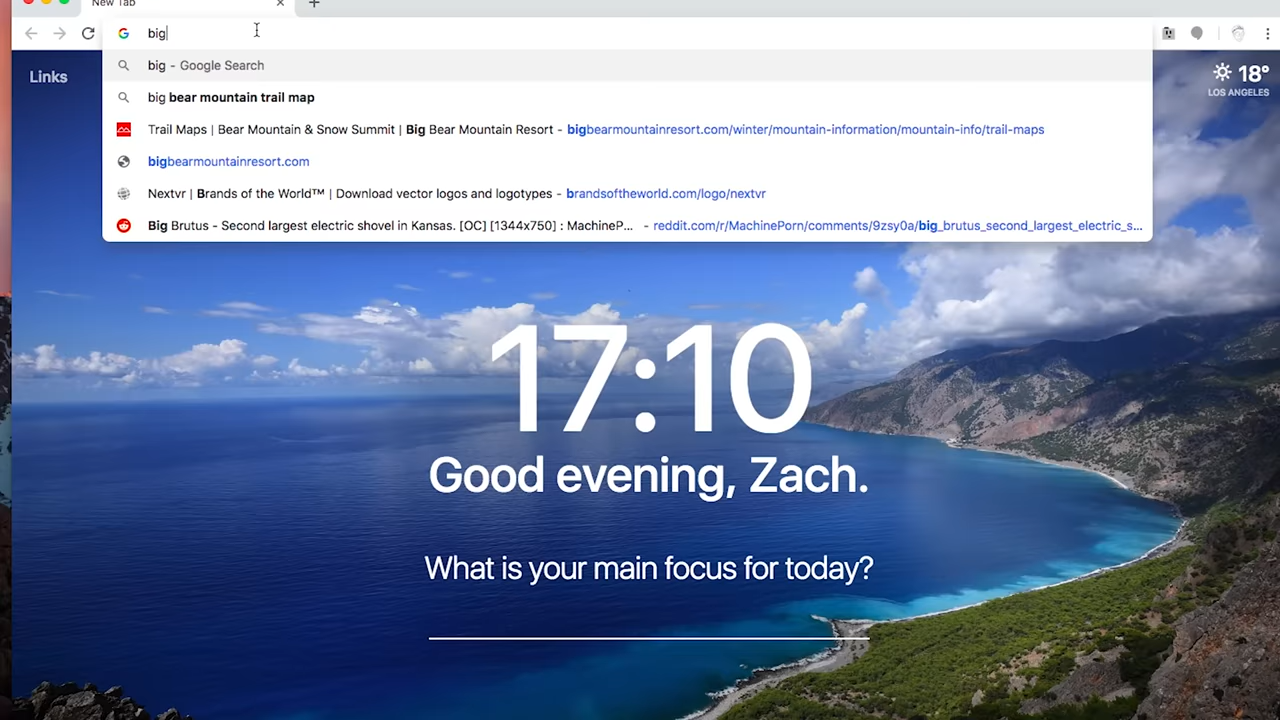 New Tab
big
big - Google Search
big bear mountain trail map
Trail Maps | Bear Mountain & Snow Summit | Big Bear Mountain Resort - bigbearmountainresort.com/winter/mountain-information/mountain-info/trail-maps
bigbearmountainresort.com
Nextvr | Brands of the World™ | Download vector logos and logotypes - brandsoftheworld.com/logo/nextvr
Big Brutus - Second largest electric shovel in Kansas. [OC] [1344x750] : MachineP... - reddit.com/r/MachinePorn/comments/9zsy0a/big_brutus_second_largest_electric_s...
Links
18°
LOS ANGELES
17:10
Good evening, Zach.
What is your main focus for today?